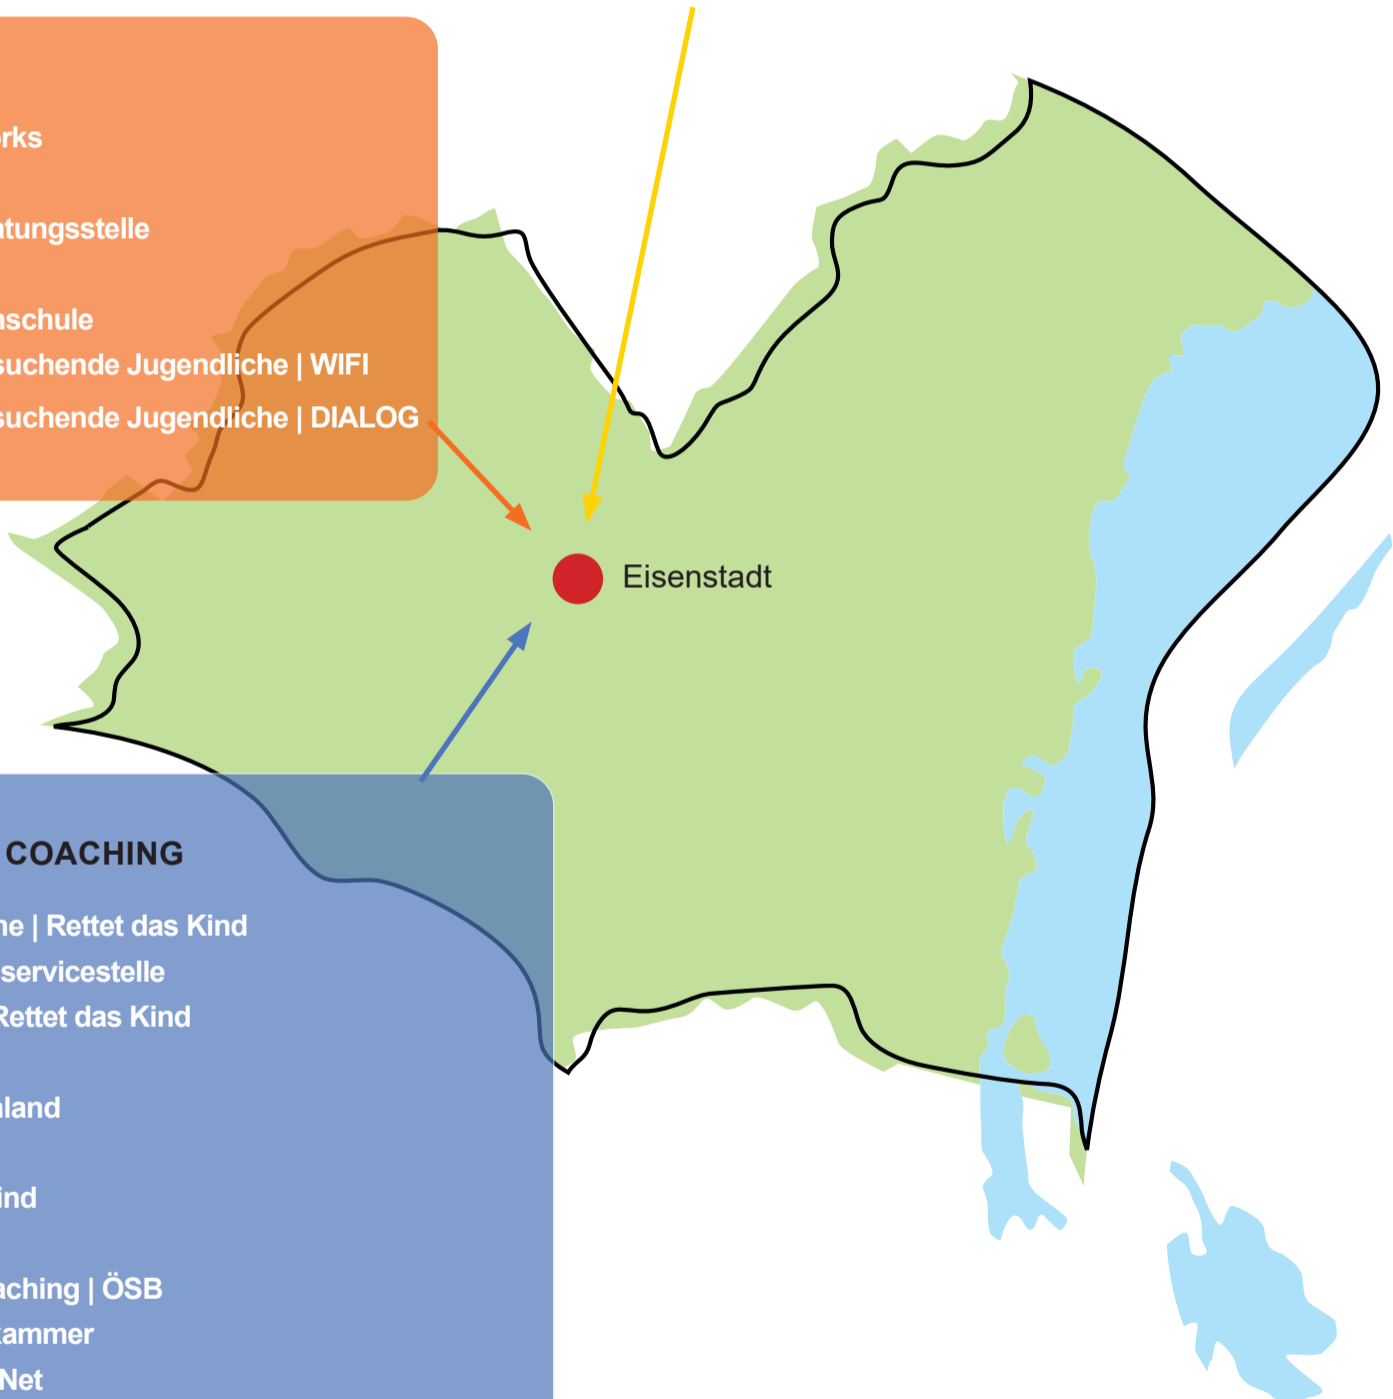 rks
tungsstelle
schule
suchende Jugendliche | WIFI
suchende Jugendliche | DIALOG
Eisenstadt
COACHING
ne | Rettet das Kind
servicestelle
Rettet das Kind
land
ind
aching | ÖSB
kammer
Net